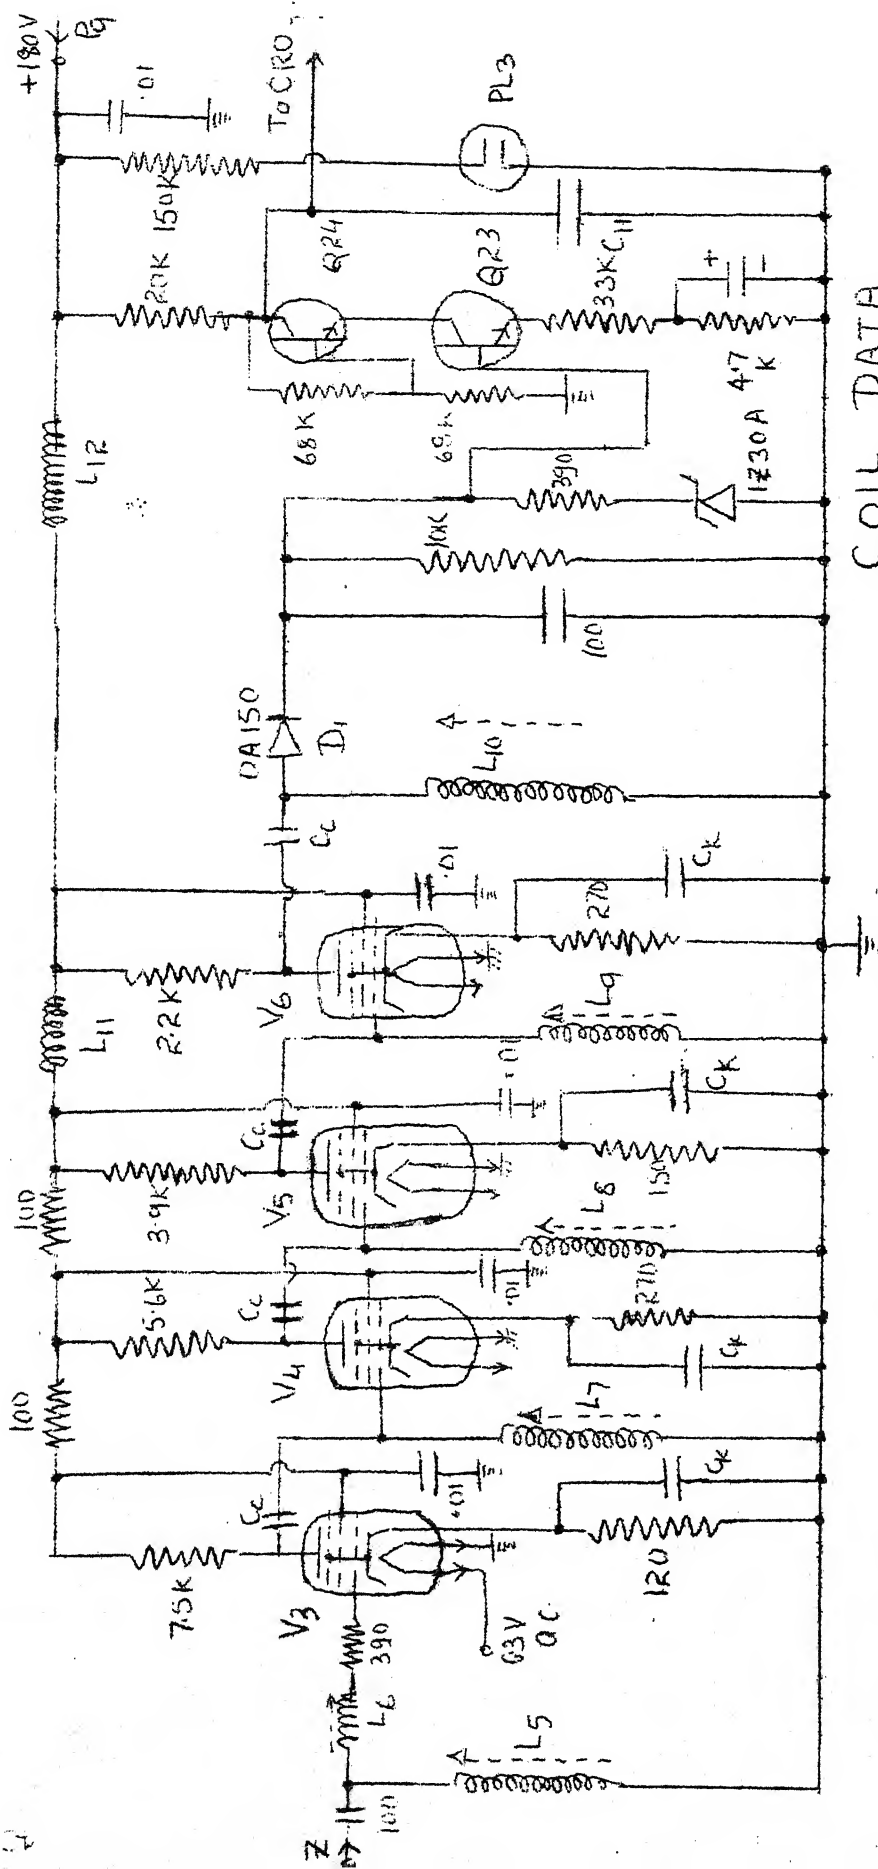 +180V
P9
.01
To CRO
PL3
150K
20K
Q24
Q23
C11
33K
+
-
4.7
K
68K
68K
L12
390
1Z30A
10K
100
OA150
D1
L10
Cc
.01
V6
2.2K
270
CK
L11
L9
.01
Cc
V5
3.9K
150
CK
100
L8
.01
Cc
V4
5.6K
270
CK
100
L7
.01
Cc
V3
7.5K
120
CK
390
L6
63V
ac
L5
100
Z
COIL DATA